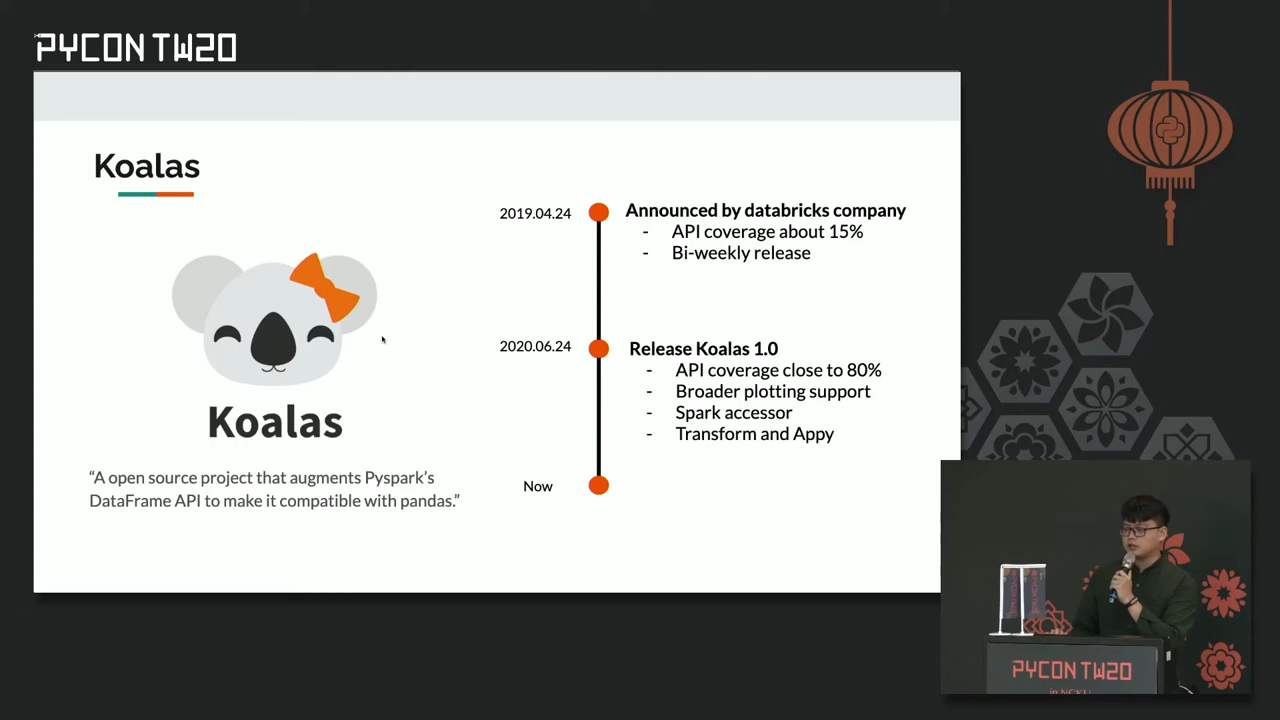 PYCON TW20
Koalas
Koalas
“A open source project that augments Pyspark’s
DataFrame API to make it compatible with pandas.”
2019.04.24
Announced by databricks company
- API coverage about 15%
- Bi-weekly release
2020.06.24
Release Koalas 1.0
- API coverage close to 80%
- Broader plotting support
- Spark accessor
- Transform and Appy
Now
PYCON TW20
in NCKU